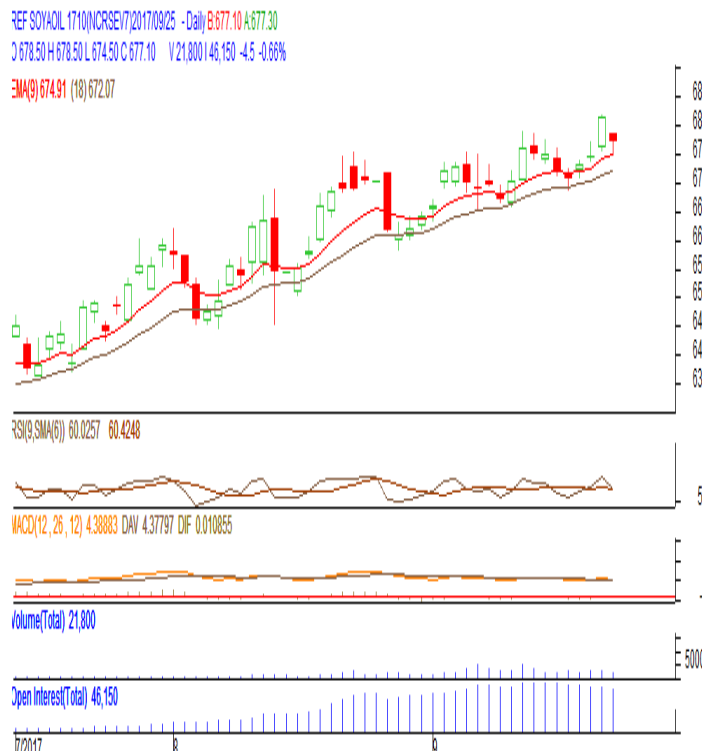 REF SOYAOIL 1710(NCRSEV7)2017/09/25 - Daily B:677.10 A:677.30
O 678.50 H 678.50 L 674.50 C 677.10 V 21,800 I 46,150 -4.5 -0.66%
EMA(9) 674.91 (18) 672.07
68
68
67
67
66
66
65
65
64
64
63
RSI(9,SMA(6)) 60.0257 60.4248
5
MACD(12, 26, 12) 4.38883 DAV 4.37797 DIF 0.010855
-
Volume(Total) 21,800
5000
Open Interest(Total) 46,150
7/2017 8 9